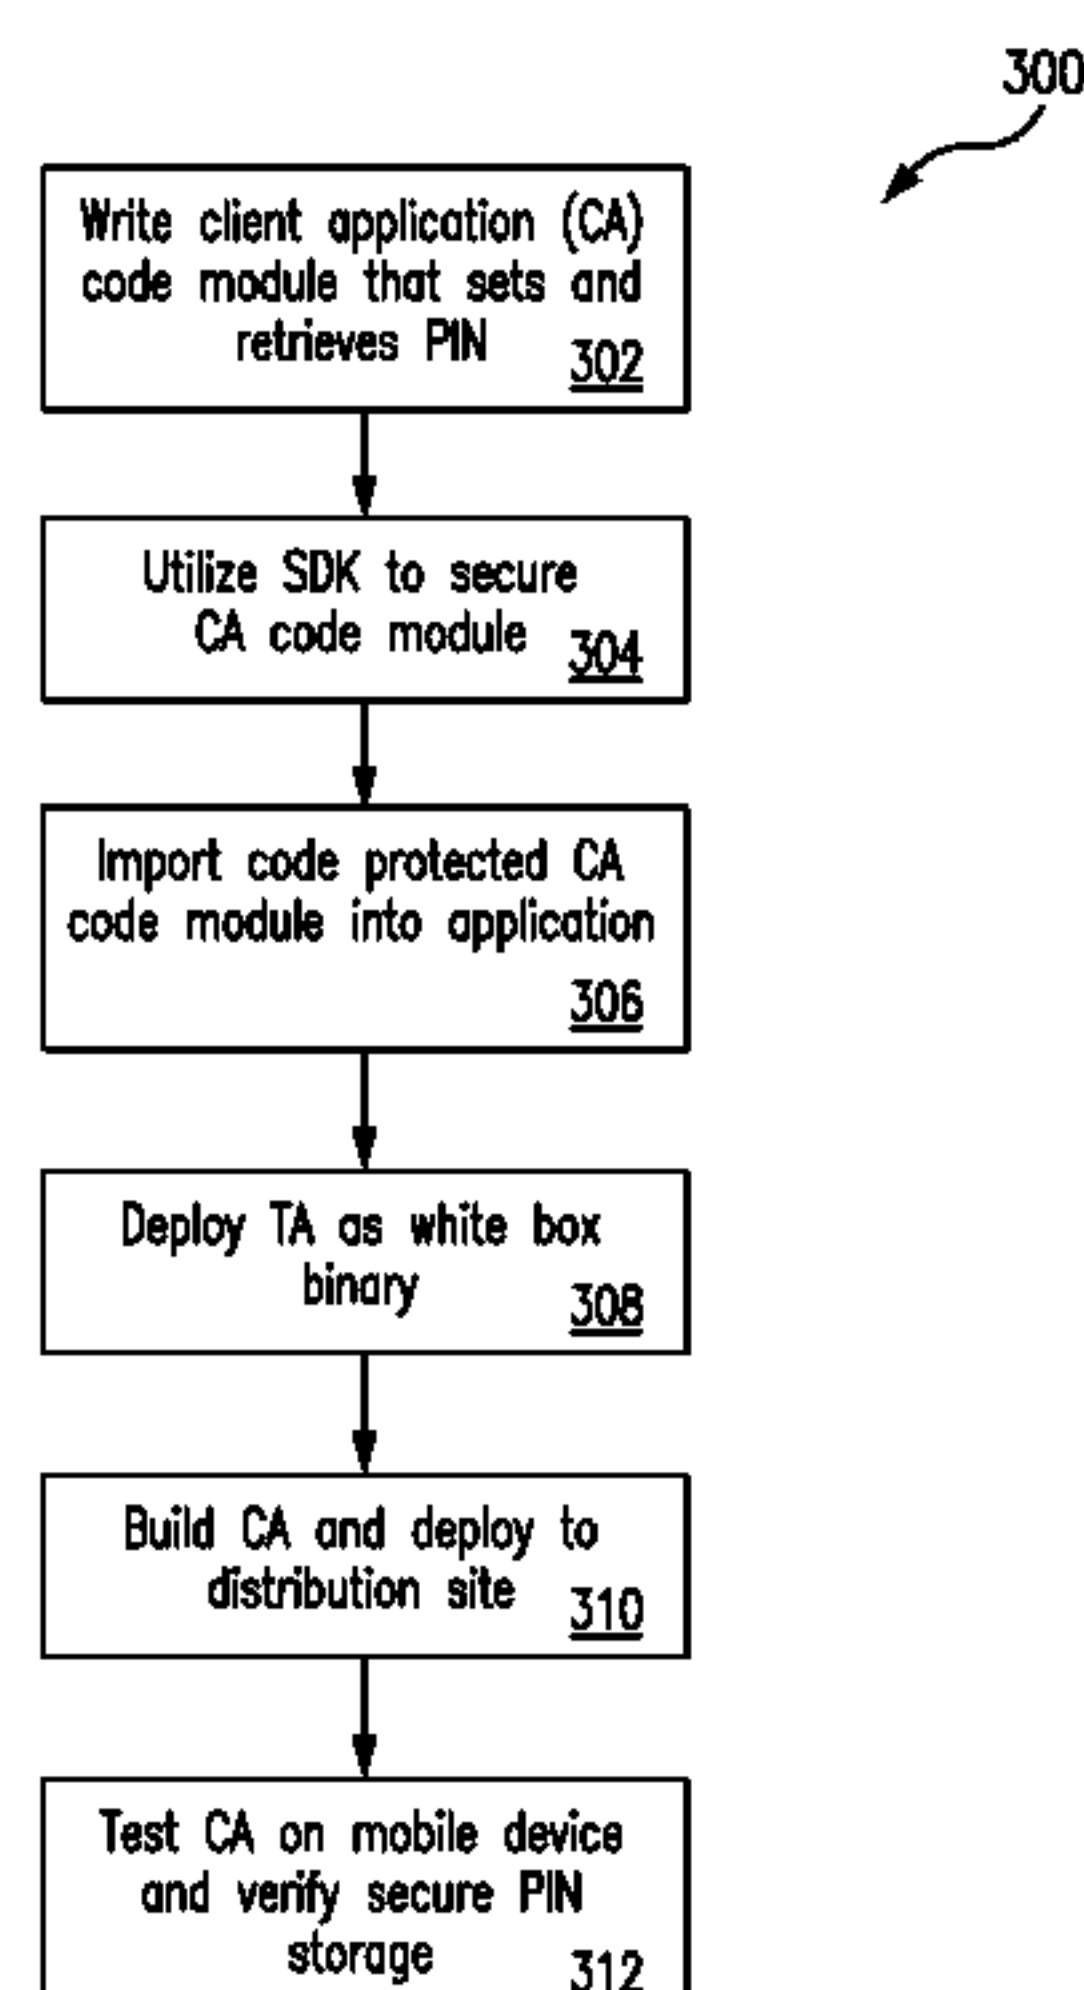 300
Write client application (CA)
code module that sets and
retrieves PIN
302
Utilize SDK to secure
CA code module
304
Import code protected CA
code module into application
306
Deploy TA as white box
binary
308
Build CA and deploy to
distribution site
310
Test CA on mobile device
and verify secure PIN
storage
312